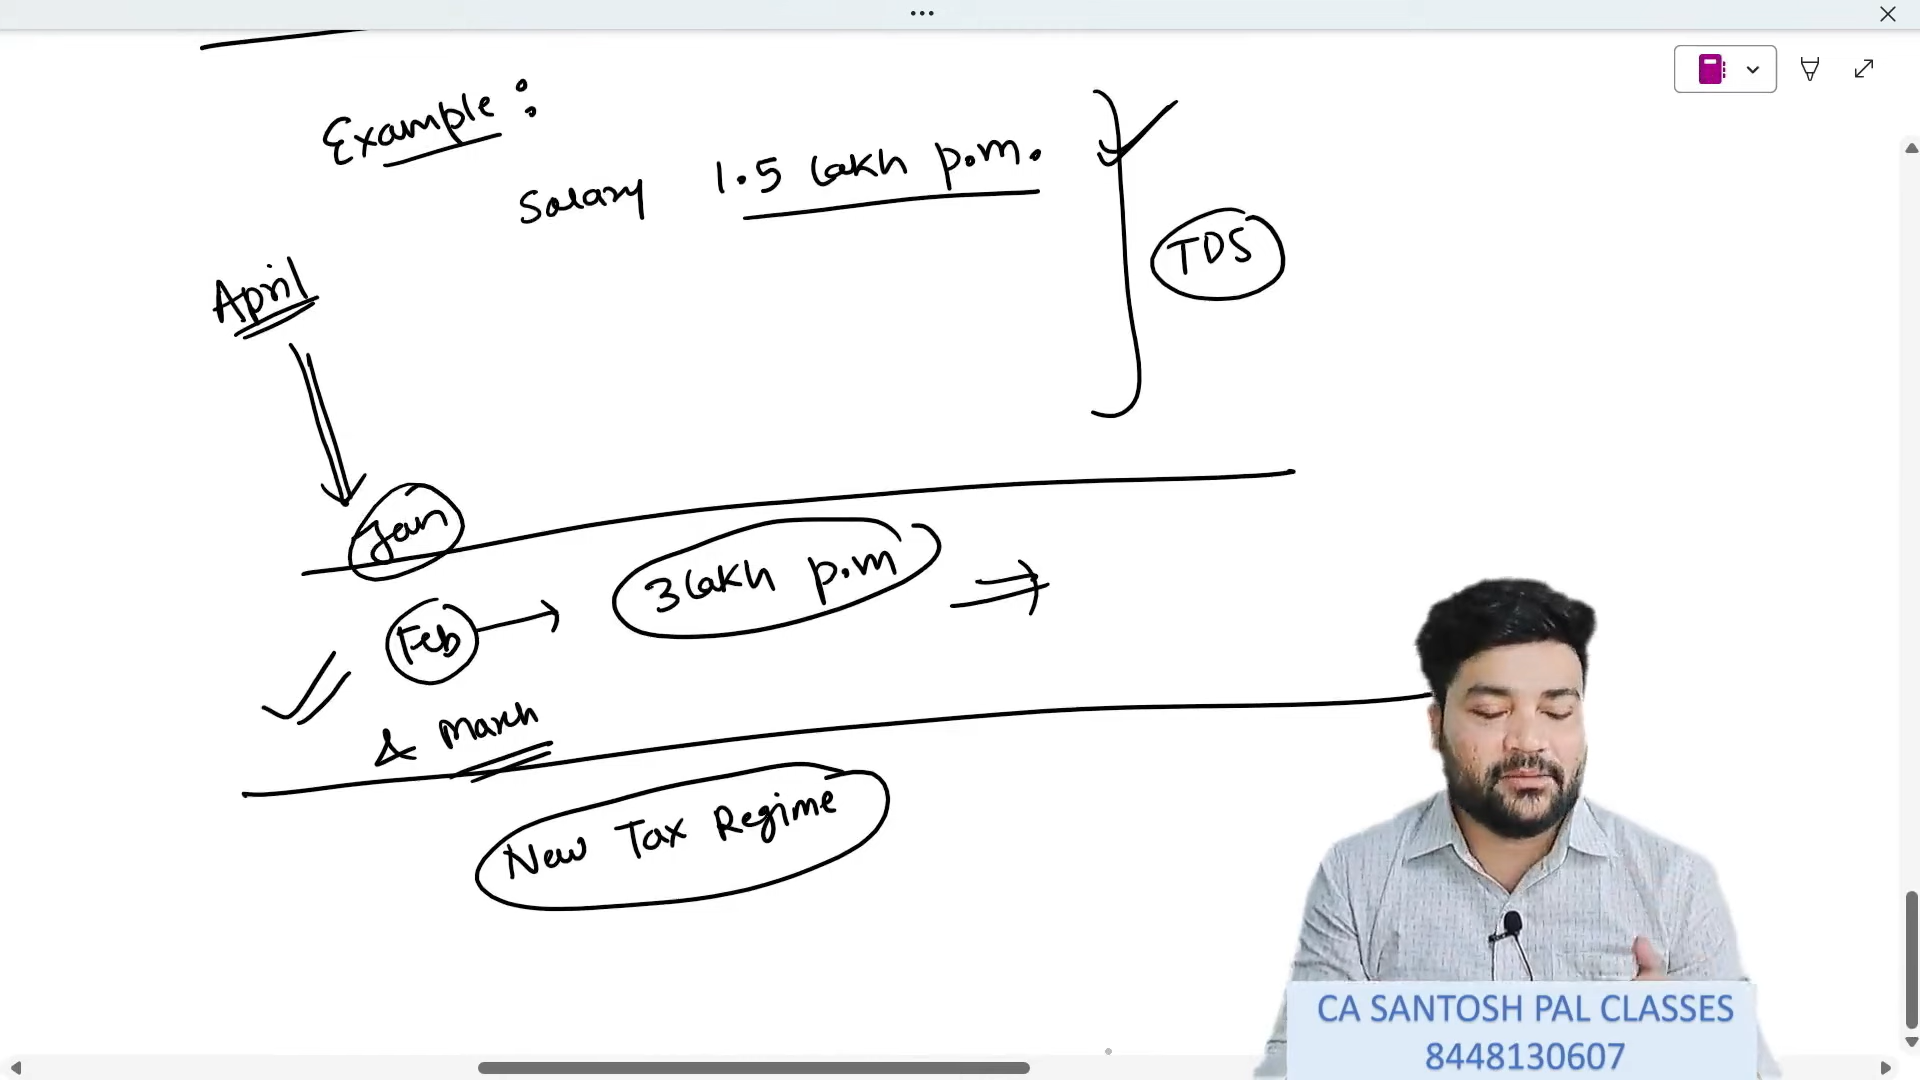 Example :
Salary 1.5 Lakh p.m.
TDS
April
Jan
Feb → 3 Lakh p.m ⇒
& March
New Tax Regime
CA SANTOSH PAL CLASSES
8448130607